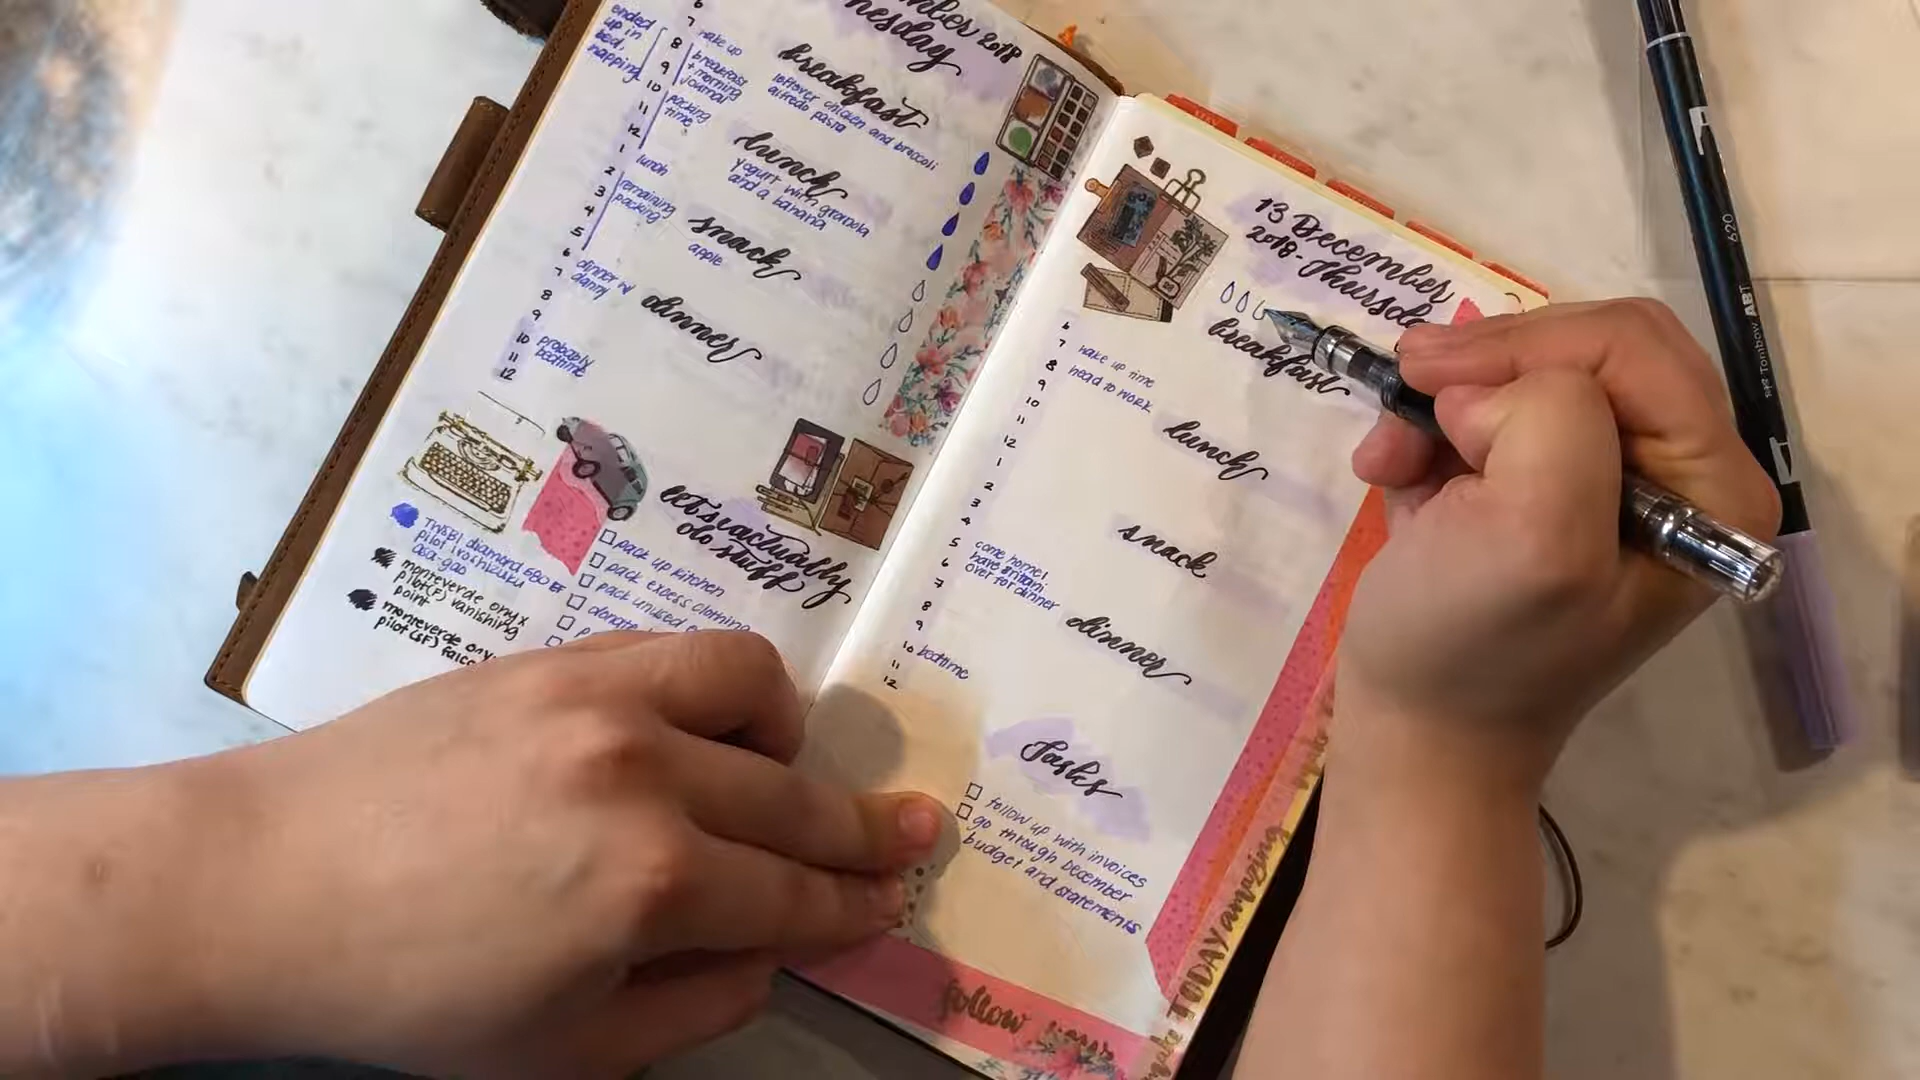 2018
breakfast
leftover chicken and broccoli
alfredo pasta
lunch
yogurt with granola
and a banana
snack
apple
dinner
ended
up in
bed,
napping
6
7
8
9
10
11
12
1
2
3
4
5
6
7
8
9
10
11
12
wake up
breakfast
+ morning
journal
packing
time
lunch
remaining
packing
dinner w/
danny
probably
bedtime
TWSBI diamond 580 EF
pilot iroshizuku
asa gao
monteverde onyx
pilot (F) vanishing
point
monteverde
pilot (SF)
let's actually
do stuff
pack up kitchen
pack excess clothing
pack unused
donate
13 December
2018 - Thursday
breakfast
lunch
snack
dinner
6
7
8
9
10
11
12
1
2
3
4
5
6
7
8
9
10
11
12
wake up time
head to work
come home!
have britani
over for dinner
bedtime
Tasks
follow up with invoices
go through December
budget and statements
make TODAY amazing
follow
620
ABT
Tombow